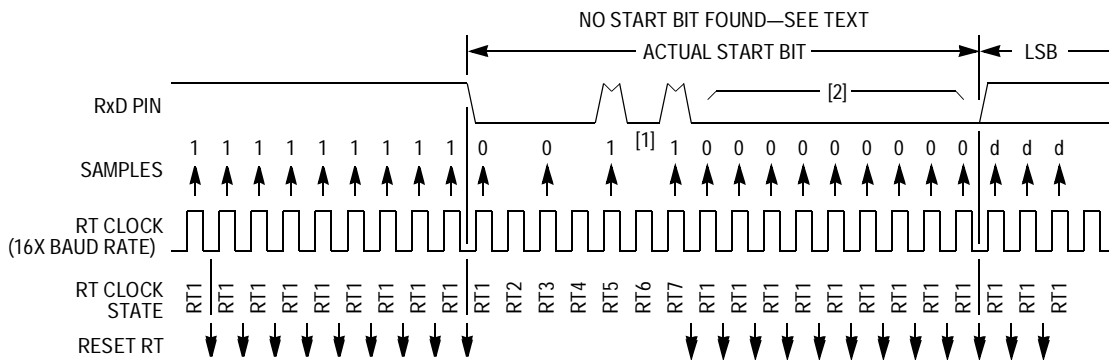 NO START BIT FOUND—SEE TEXT
ACTUAL START BIT
LSB
RxD PIN
[1]
[2]
SAMPLES
1 1 1 1 1 1 1 1 1 0 0 1 1 0 0 0 0 0 0 0 0 0 d d d
RT CLOCK
(16X BAUD RATE)
RT CLOCK
STATE
RT1 RT1 RT1 RT1 RT1 RT1 RT1 RT1 RT1 RT1 RT2 RT3 RT4 RT5 RT6 RT7 RT1 RT1 RT1 RT1 RT1 RT1 RT1 RT1 RT1 RT1 RT1 RT1
RESET RT